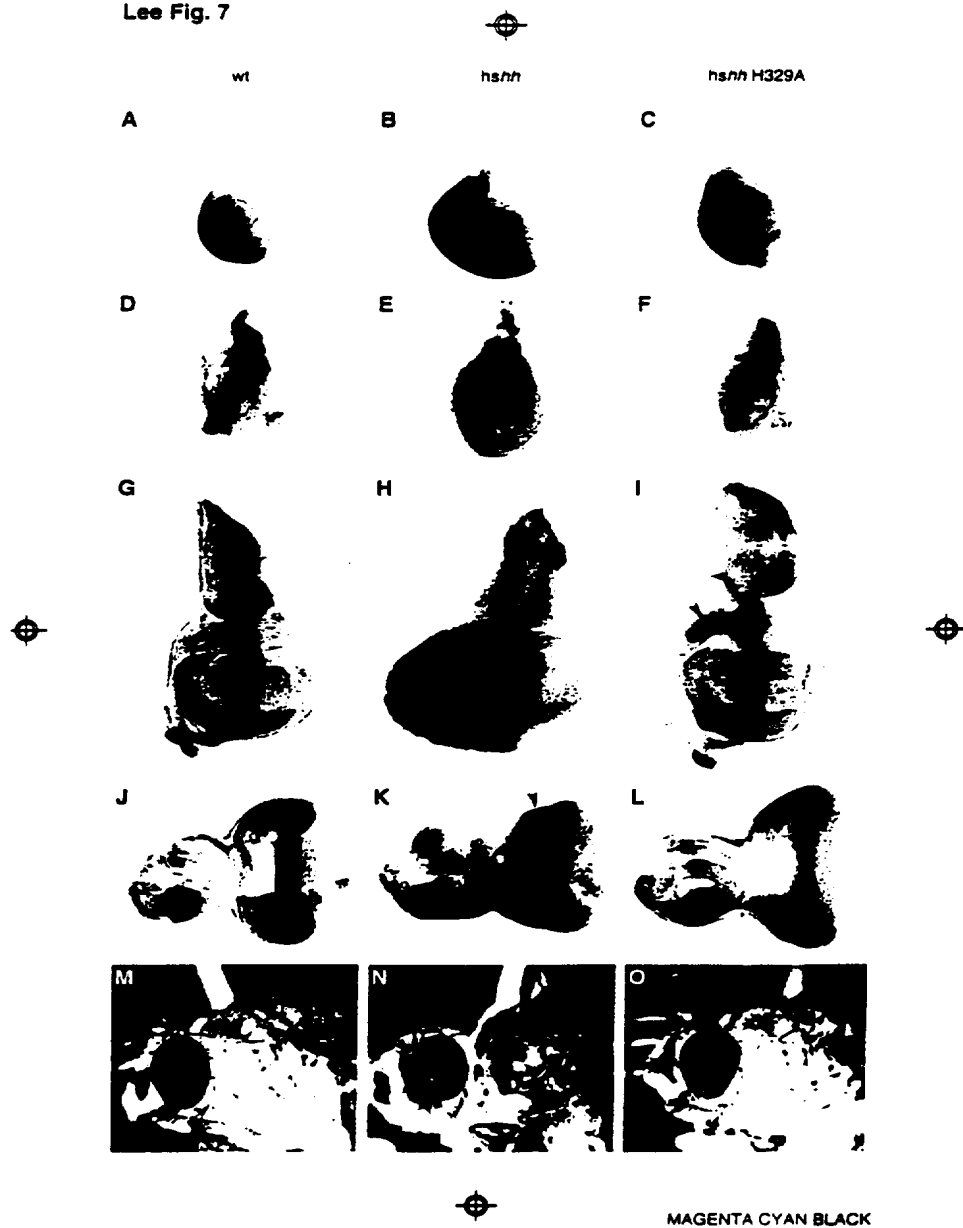 Lee Fig. 7
wt hshh hshh H329A
A B C
D E F
G H I
J K L
M N O
MAGENTA CYAN BLACK